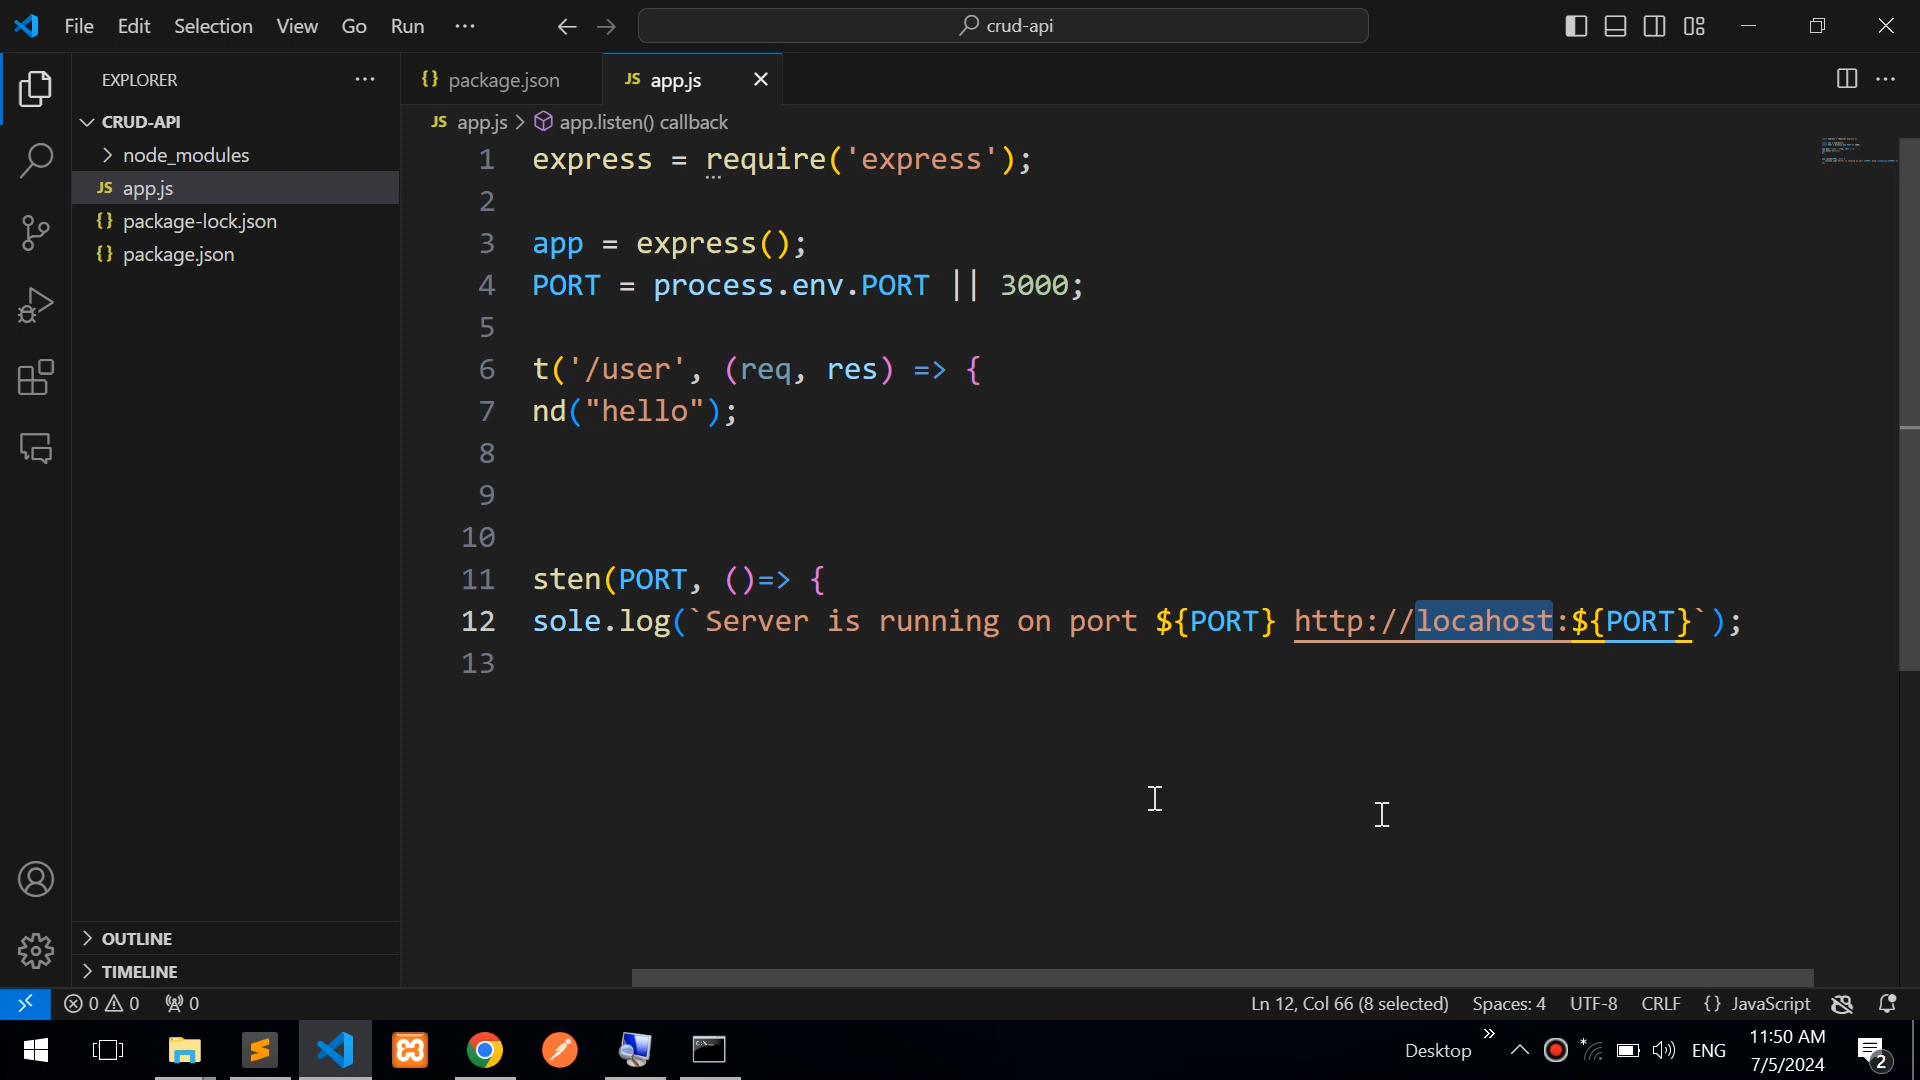 File Edit Selection View Go Run ···
crud-api
EXPLORER ···
CRUD-API
node_modules
JS app.js
{} package-lock.json
{} package.json
OUTLINE
TIMELINE
{} package.json
JS app.js
JS app.js > app.listen() callback
1 express = require('express');
2
3 app = express();
4 PORT = process.env.PORT || 3000;
5
6 t('/user', (req, res) => {
7 nd("hello");
8
9
10
11 sten(PORT, ()=> {
12 sole.log(`Server is running on port ${PORT} http://locahost:${PORT}`);
13
0 0 0
Ln 12, Col 66 (8 selected) Spaces: 4 UTF-8 CRLF {} JavaScript
Desktop » ENG
11:50 AM
7/5/2024
2